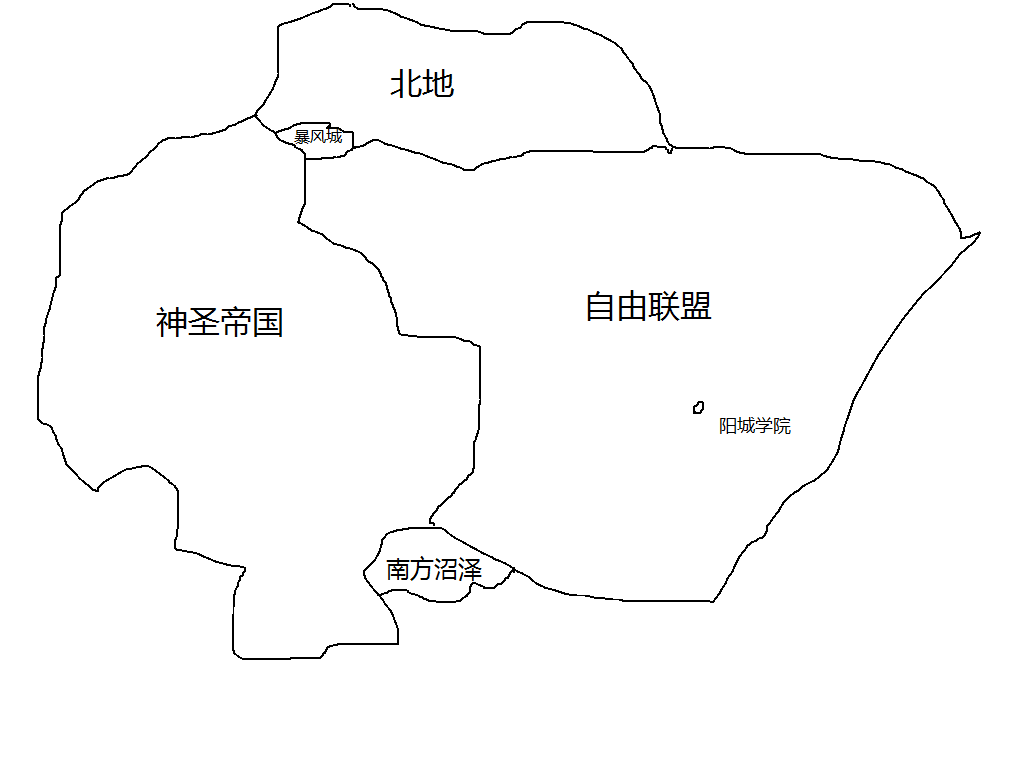 北地
暴风城
神圣帝国
自由联盟
阳城学院
南方沼泽